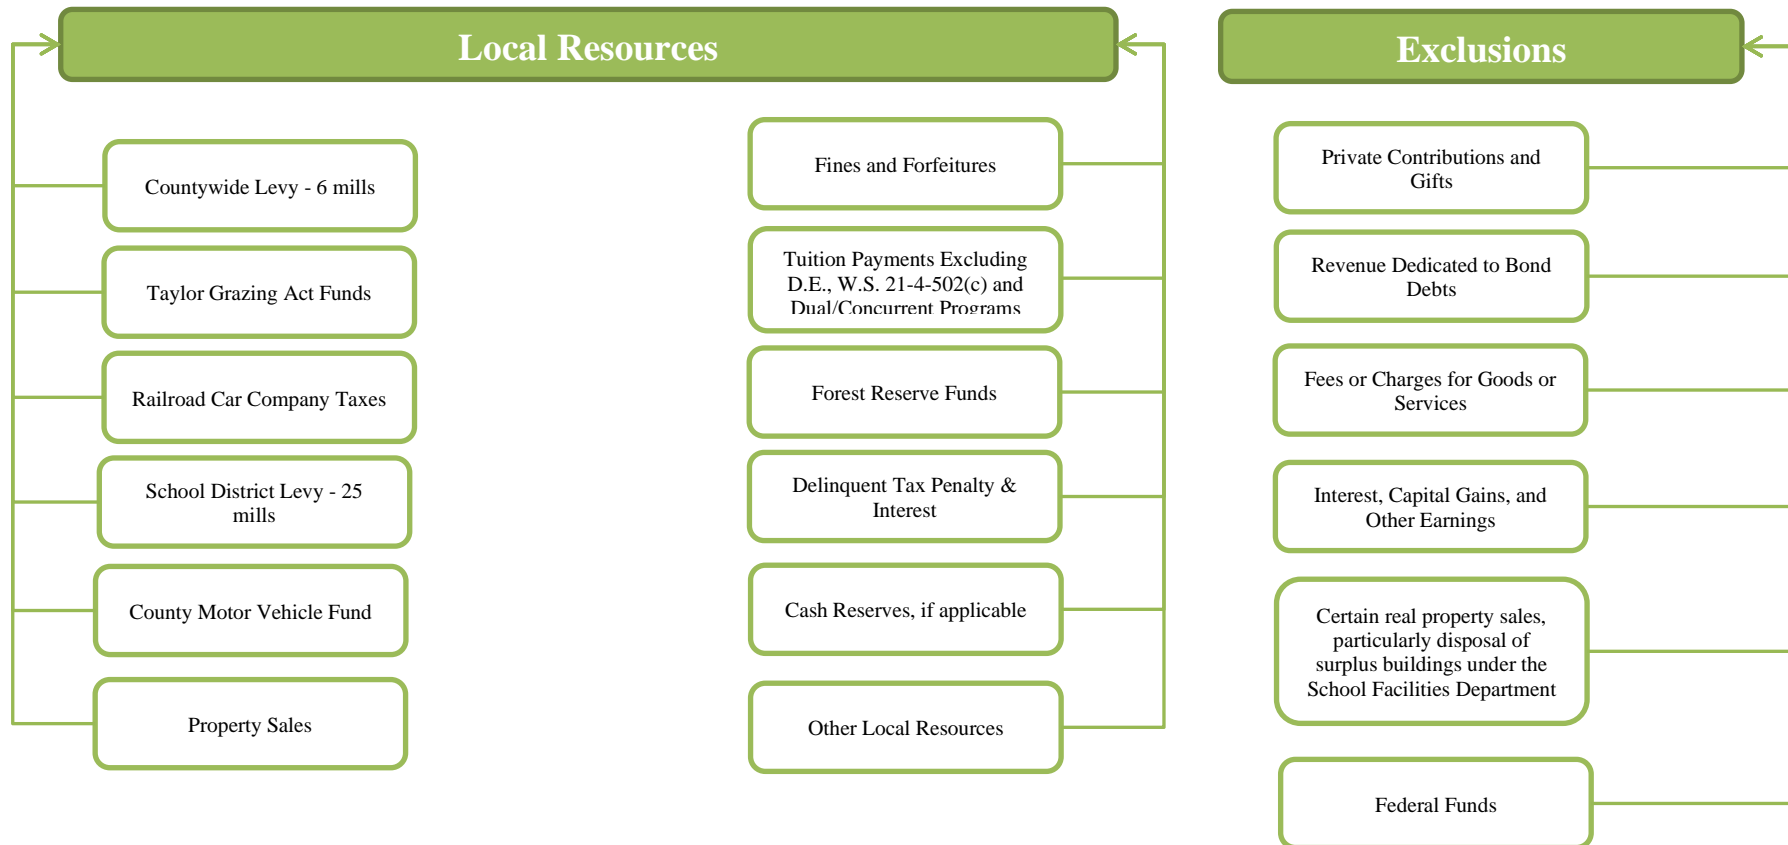 Local Resources
Countywide Levy - 6 mills
Taylor Grazing Act Funds
Railroad Car Company Taxes
School District Levy - 25
mills
County Motor Vehicle Fund
Property Sales
Fines and Forfeitures
Tuition Payments Excluding
D.E., W.S. 21-4-502(c) and
Dual/Concurrent Programs
Forest Reserve Funds
Delinquent Tax Penalty &
Interest
Cash Reserves, if applicable
Other Local Resources
Exclusions
Private Contributions and
Gifts
Revenue Dedicated to Bond
Debts
Fees or Charges for Goods or
Services
Interest, Capital Gains, and
Other Earnings
Certain real property sales,
particularly disposal of
surplus buildings under the
School Facilities Department
Federal Funds